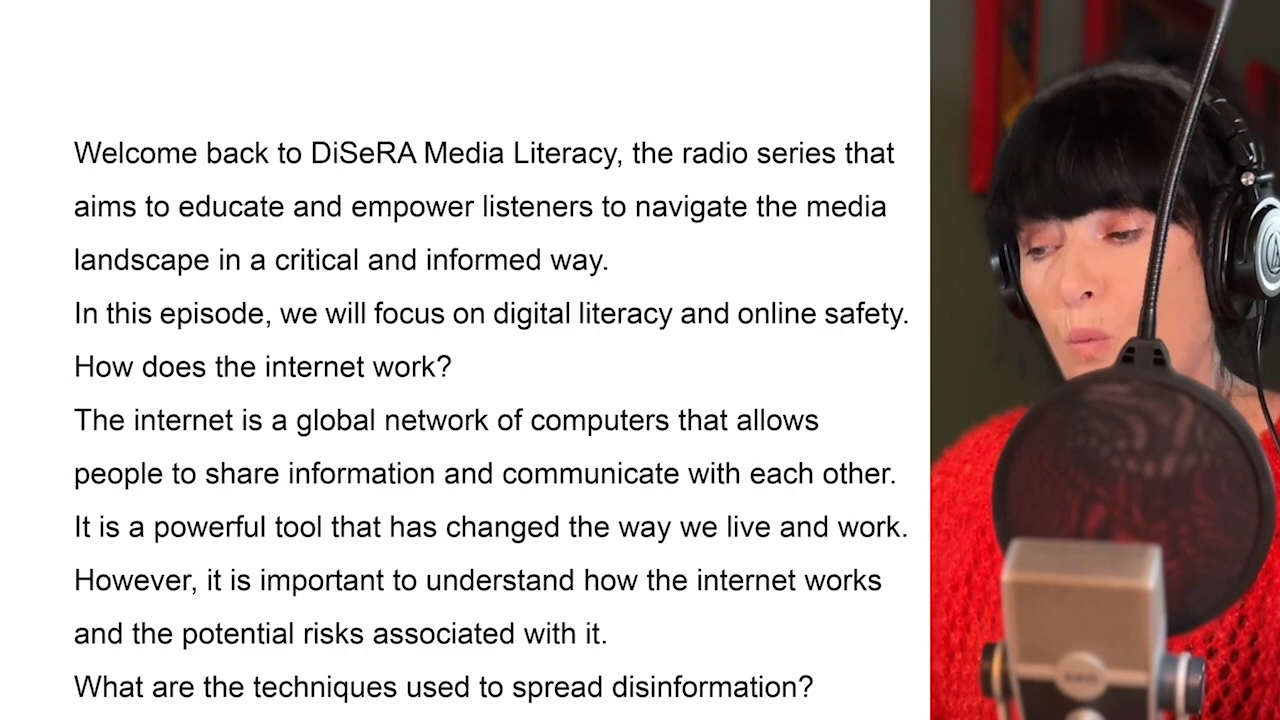 Welcome back to DiSeRA Media Literacy, the radio series that
aims to educate and empower listeners to navigate the media
landscape in a critical and informed way.
In this episode, we will focus on digital literacy and online safety.
How does the internet work?
The internet is a global network of computers that allows
people to share information and communicate with each other.
It is a powerful tool that has changed the way we live and work.
However, it is important to understand how the internet works
and the potential risks associated with it.
What are the techniques used to spread disinformation?